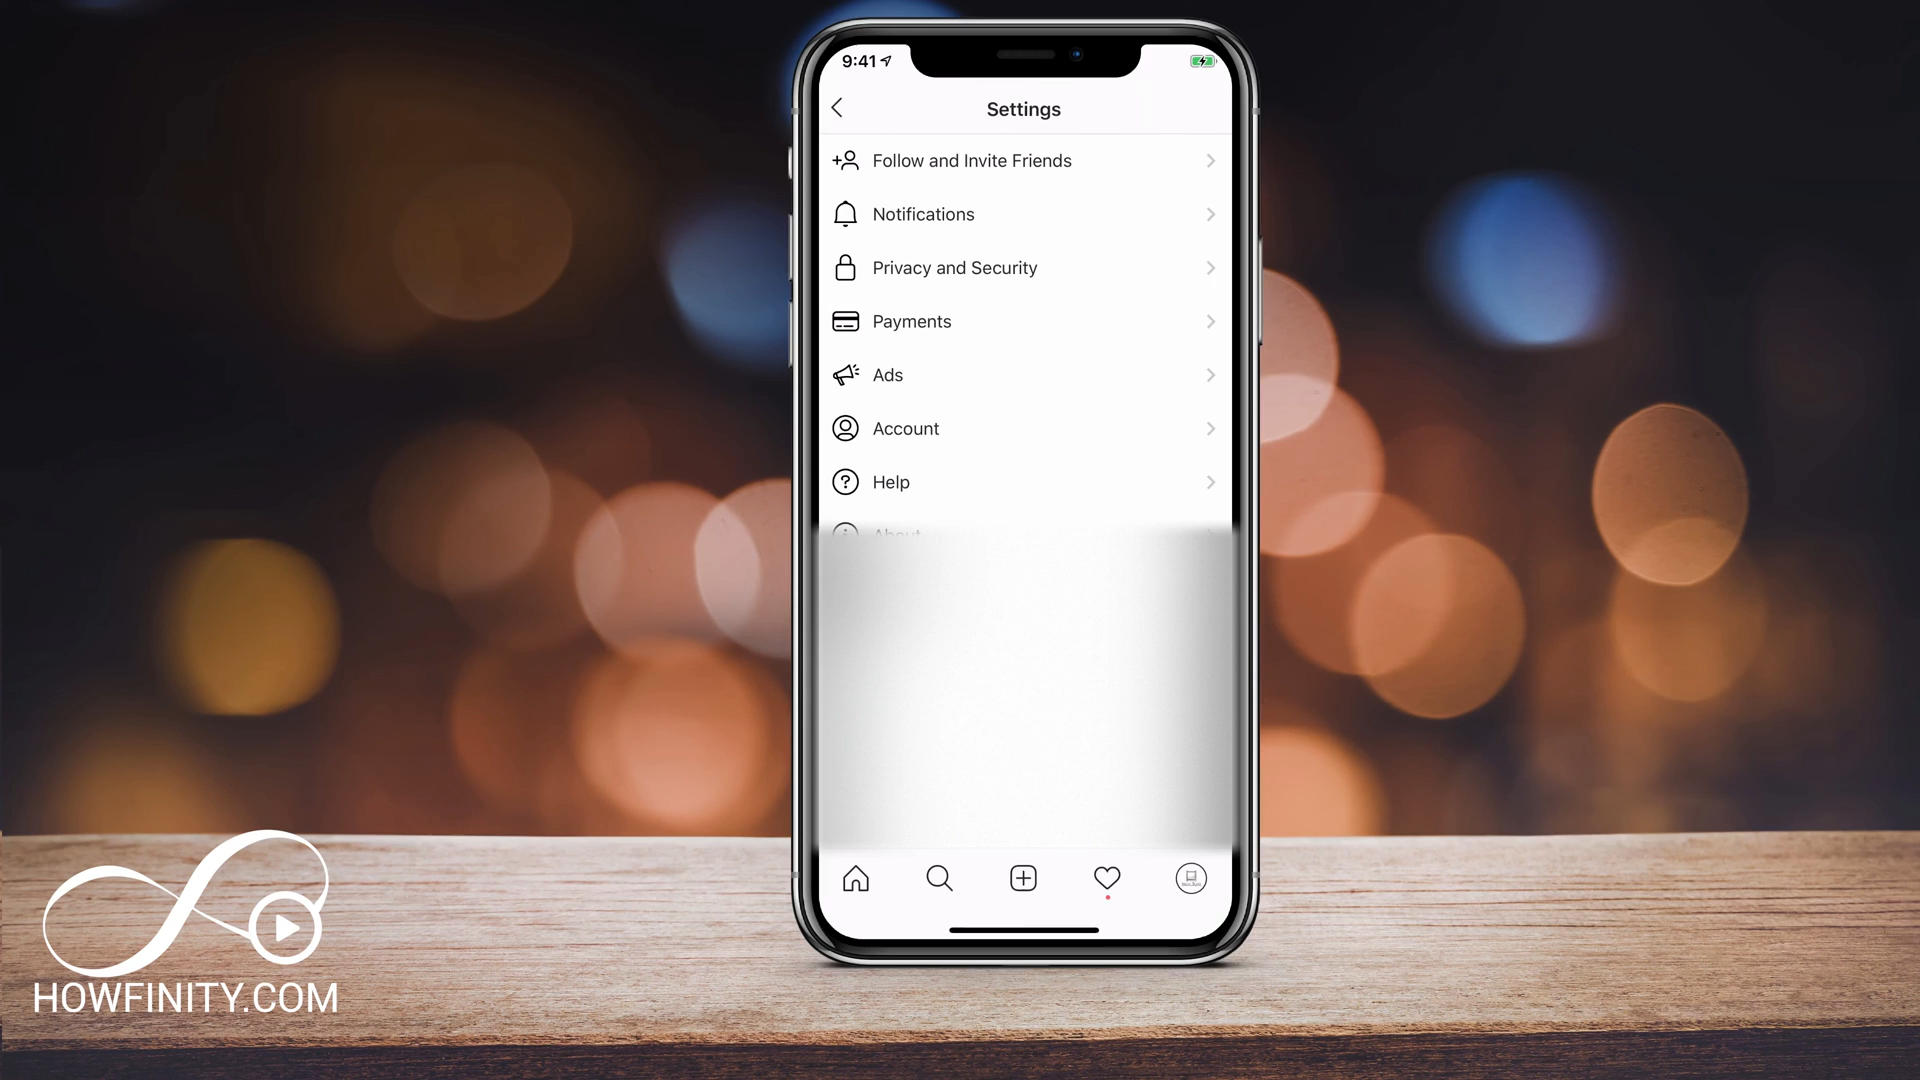 9:41
Settings
Follow and Invite Friends
Notifications
Privacy and Security
Payments
Ads
Account
Help
About
HOWFINITY.COM